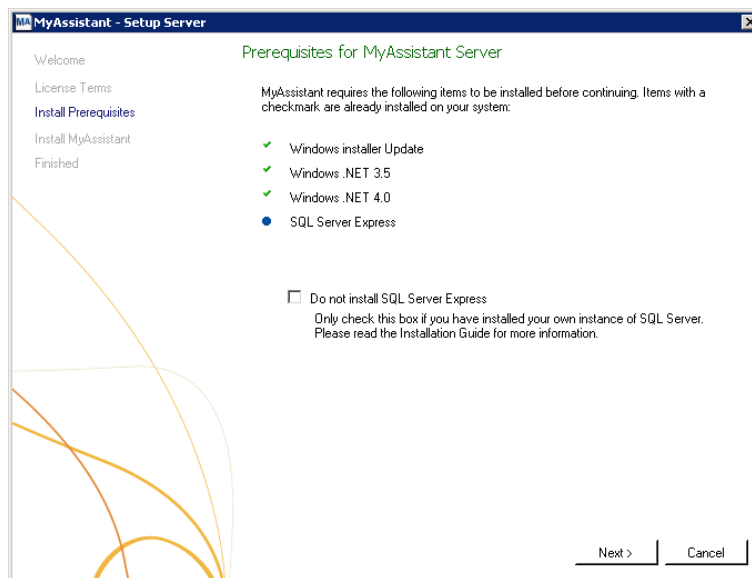 MA MyAssistant - Setup Server
Welcome
License Terms
Install Prerequisites
Install MyAssistant
Finished
Prerequisites for MyAssistant Server
MyAssistant requires the following items to be installed before continuing. Items with a
checkmark are already installed on your system:
Windows installer Update
Windows .NET 3.5
Windows .NET 4.0
SQL Server Express
Do not install SQL Server Express
Only check this box if you have installed your own instance of SQL Server.
Please read the Installation Guide for more information.
Next >
Cancel